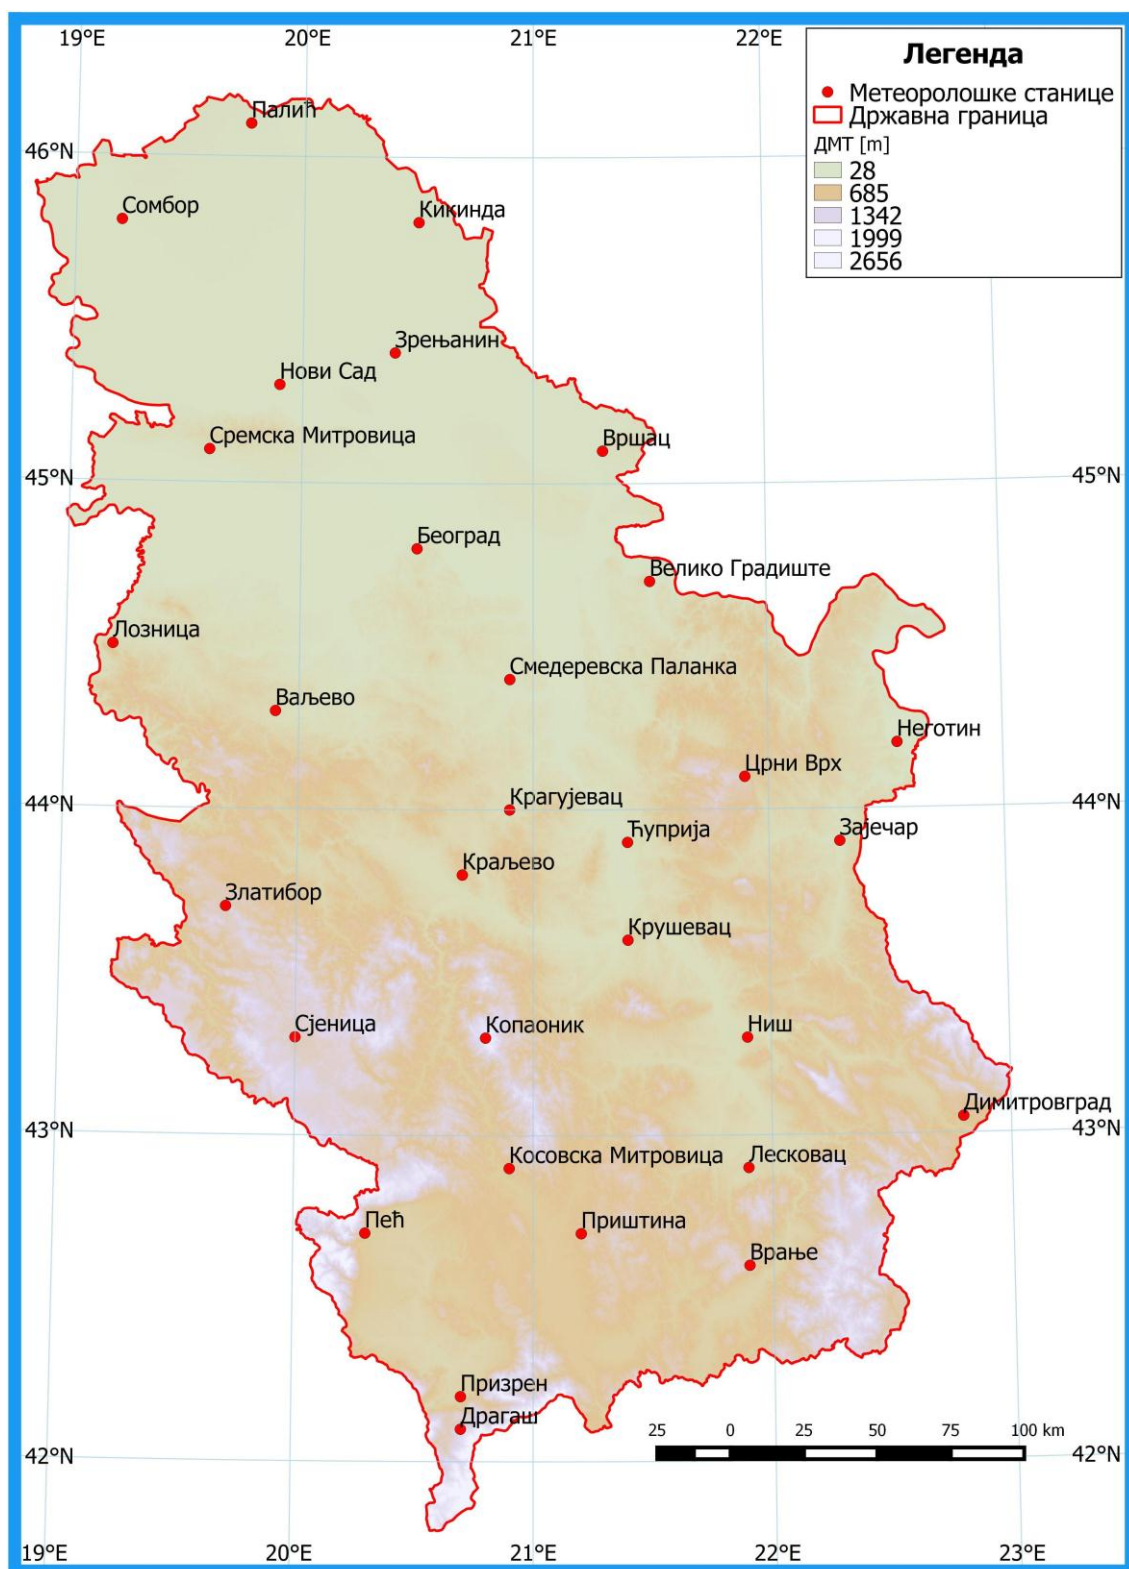 19°E 20°E 21°E 22°E
Легенда
Метеоролошке станице
Државна граница
ДМТ [m]
28
685
1342
1999
2656
Палић
46°N
Сомбор
Кикинда
Зрењанин
Нови Сад
Сремска Митровица
Вршац
45°N 45°N
Београд
Велико Градиште
Лозница
Смедеревска Паланка
Ваљево
Неготин
Црни Врх
44°N 44°N
Крагујевац
Ћуприја
Зајечар
Краљево
Златибор
Крушевац
Сјеница
Копаоник
Ниш
Димитровград
43°N 43°N
Косовска Митровица
Лесковац
Пећ
Приштина
Врање
Призрен
Драгаш
25 0 25 50 75 100 km
42°N 42°N
19°E 20°E 21°E 22°E 23°E